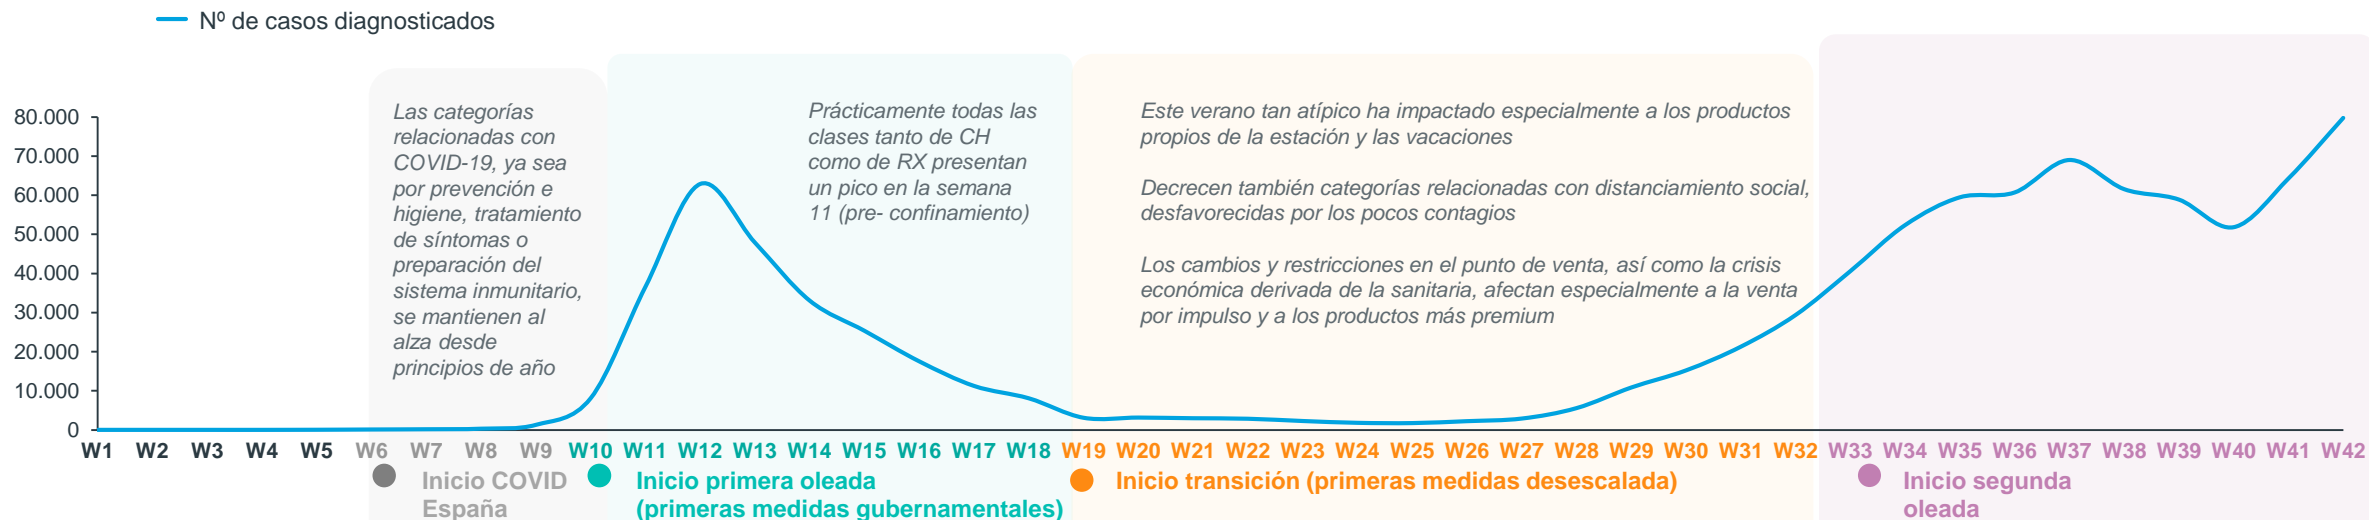 Nº de casos diagnosticados
80.000
70.000
60.000
50.000
40.000
30.000
20.000
10.000
0
Las categorías
relacionadas con
COVID-19, ya sea
por prevención e
higiene, tratamiento
de síntomas o
preparación del
sistema inmunitario,
se mantienen al
alza desde
principios de año
Prácticamente todas las
clases tanto de CH
como de RX presentan
un pico en la semana
11 (pre- confinamiento)
Este verano tan atípico ha impactado especialmente a los productos
propios de la estación y las vacaciones
Decrecen también categorías relacionadas con distanciamiento social,
desfavorecidas por los pocos contagios
Los cambios y restricciones en el punto de venta, así como la crisis
económica derivada de la sanitaria, afectan especialmente a la venta
por impulso y a los productos más premium
W1 W2 W3 W4 W5 W6 W7 W8 W9 W10 W11 W12 W13 W14 W15 W16 W17 W18 W19 W20 W21 W22 W23 W24 W25 W26 W27 W28 W29 W30 W31 W32 W33 W34 W35 W36 W37 W38 W39 W40 W41 W42
Inicio COVID
España
Inicio primera oleada
(primeras medidas gubernamentales)
Inicio transición (primeras medidas desescalada)
Inicio segunda
oleada